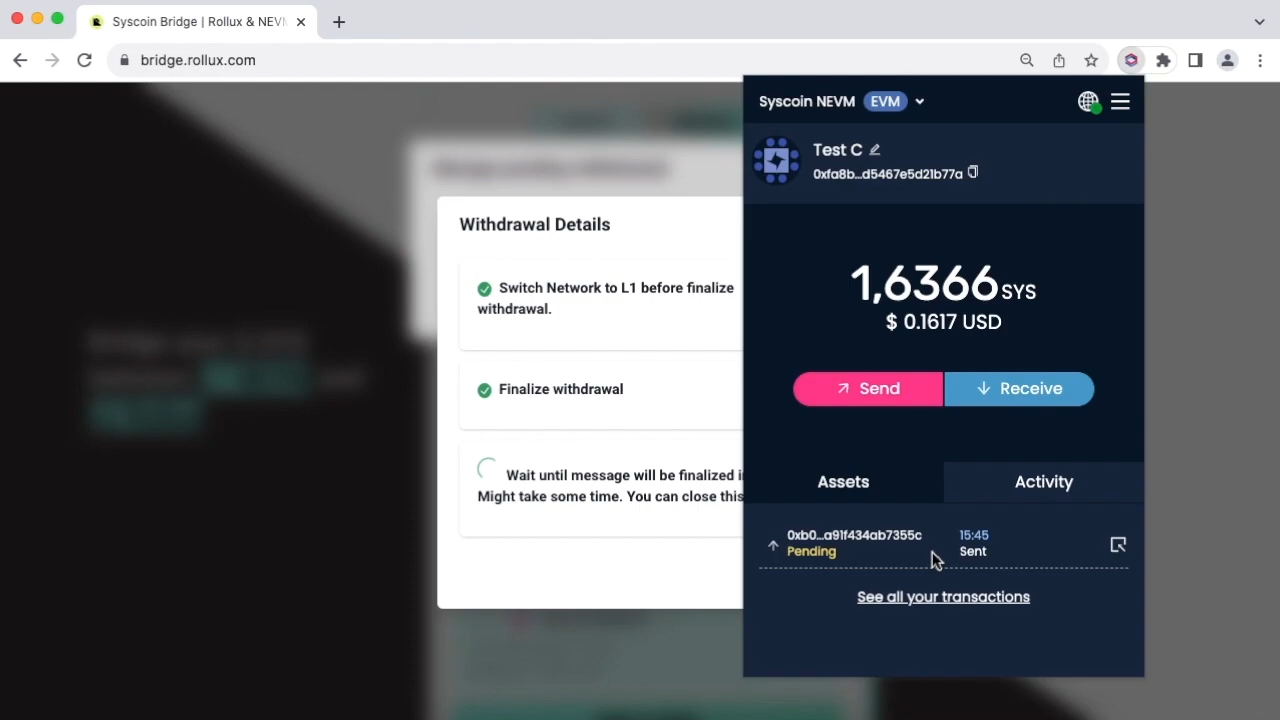 Syscoin Bridge | Rollux & NEVM
bridge.rollux.com
Withdrawal Details
Switch Network to L1 before finalize
withdrawal.
Finalize withdrawal
Wait until message will be finalized
Might take some time. You can close this
Syscoin NEVM EVM
Test C
0xfa8b...d5467e5d21b77a
1,6366 SYS
$ 0.1617 USD
Send
Receive
Assets
Activity
0xb0...a91f434ab7355c
15:45
Pending
Sent
See all your transactions